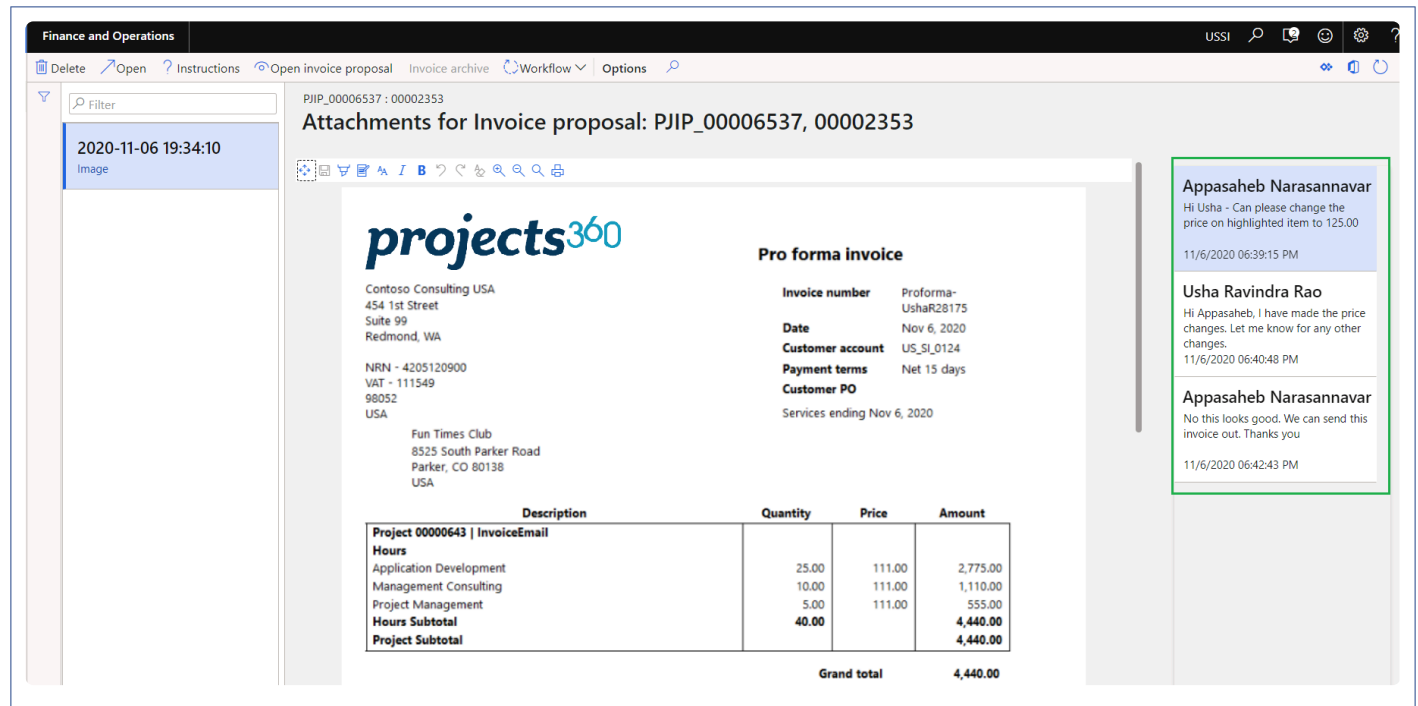 Finance and Operations
USSI
Delete Open ? Instructions Open invoice proposal Invoice archive Workflow Options
Filter
2020-11-06 19:34:10
Image
PJIP_00006537 : 00002353
Attachments for Invoice proposal: PJIP_00006537, 00002353
projects360
Contoso Consulting USA
454 1st Street
Suite 99
Redmond, WA
NRN - 4205120900
VAT - 111549
98052
USA
Fun Times Club
8525 South Parker Road
Parker, CO 80138
USA
Pro forma invoice
Invoice number Proforma-
UshaR28175
Date Nov 6, 2020
Customer account US_SI_0124
Payment terms Net 15 days
Customer PO
Services ending Nov 6, 2020
Description Quantity Price Amount
Project 00000643 | InvoiceEmail
Hours
Application Development 25.00 111.00 2,775.00
Management Consulting 10.00 111.00 1,110.00
Project Management 5.00 111.00 555.00
Hours Subtotal 40.00 4,440.00
Project Subtotal 4,440.00
Grand total 4,440.00
Appasaheb Narasannavar
Hi Usha - Can please change the
price on highlighted item to 125.00
11/6/2020 06:39:15 PM
Usha Ravindra Rao
Hi Appasaheb, I have made the price
changes. Let me know for any other
changes.
11/6/2020 06:40:48 PM
Appasaheb Narasannavar
No this looks good. We can send this
invoice out. Thanks you
11/6/2020 06:42:43 PM